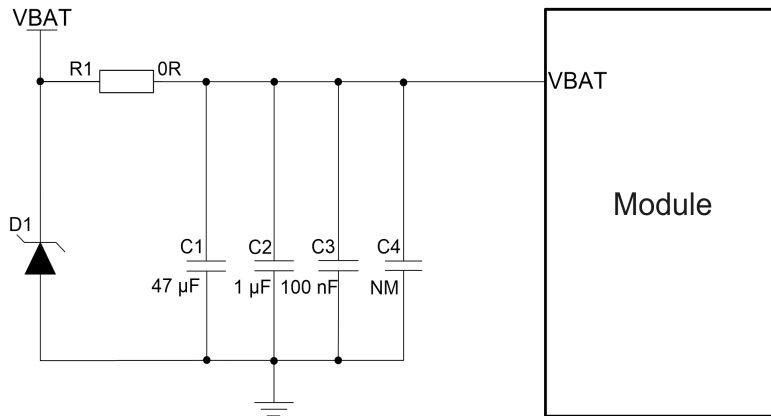 VBAT
R1
0R
VBAT
Module
D1
C1
C2
C3
C4
47 µF
1 µF
100 nF
NM